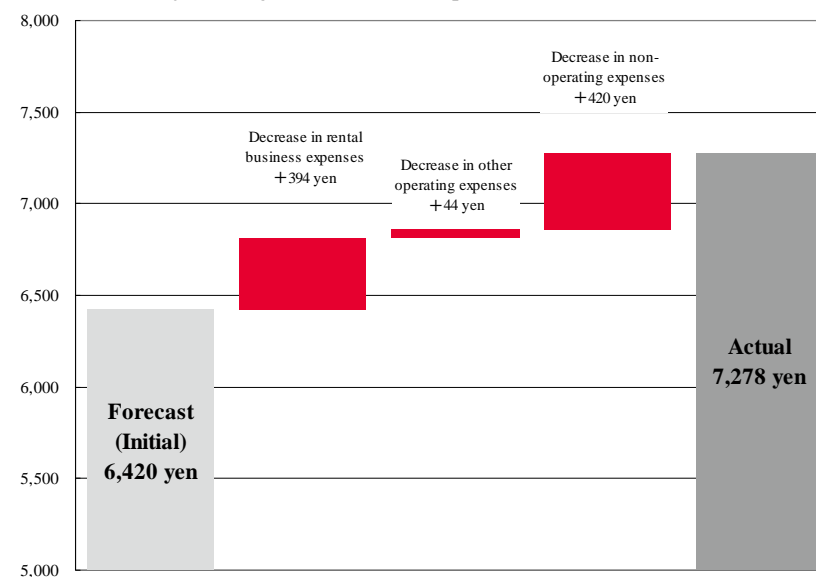 8,000
7,500
7,000
6,500
6,000
5,500
5,000
Decrease in rental
business expenses
+394 yen
Decrease in other
operating expenses
+44 yen
Decrease in non-
operating expenses
+420 yen
Forecast
(Initial)
6,420 yen
Actual
7,278 yen